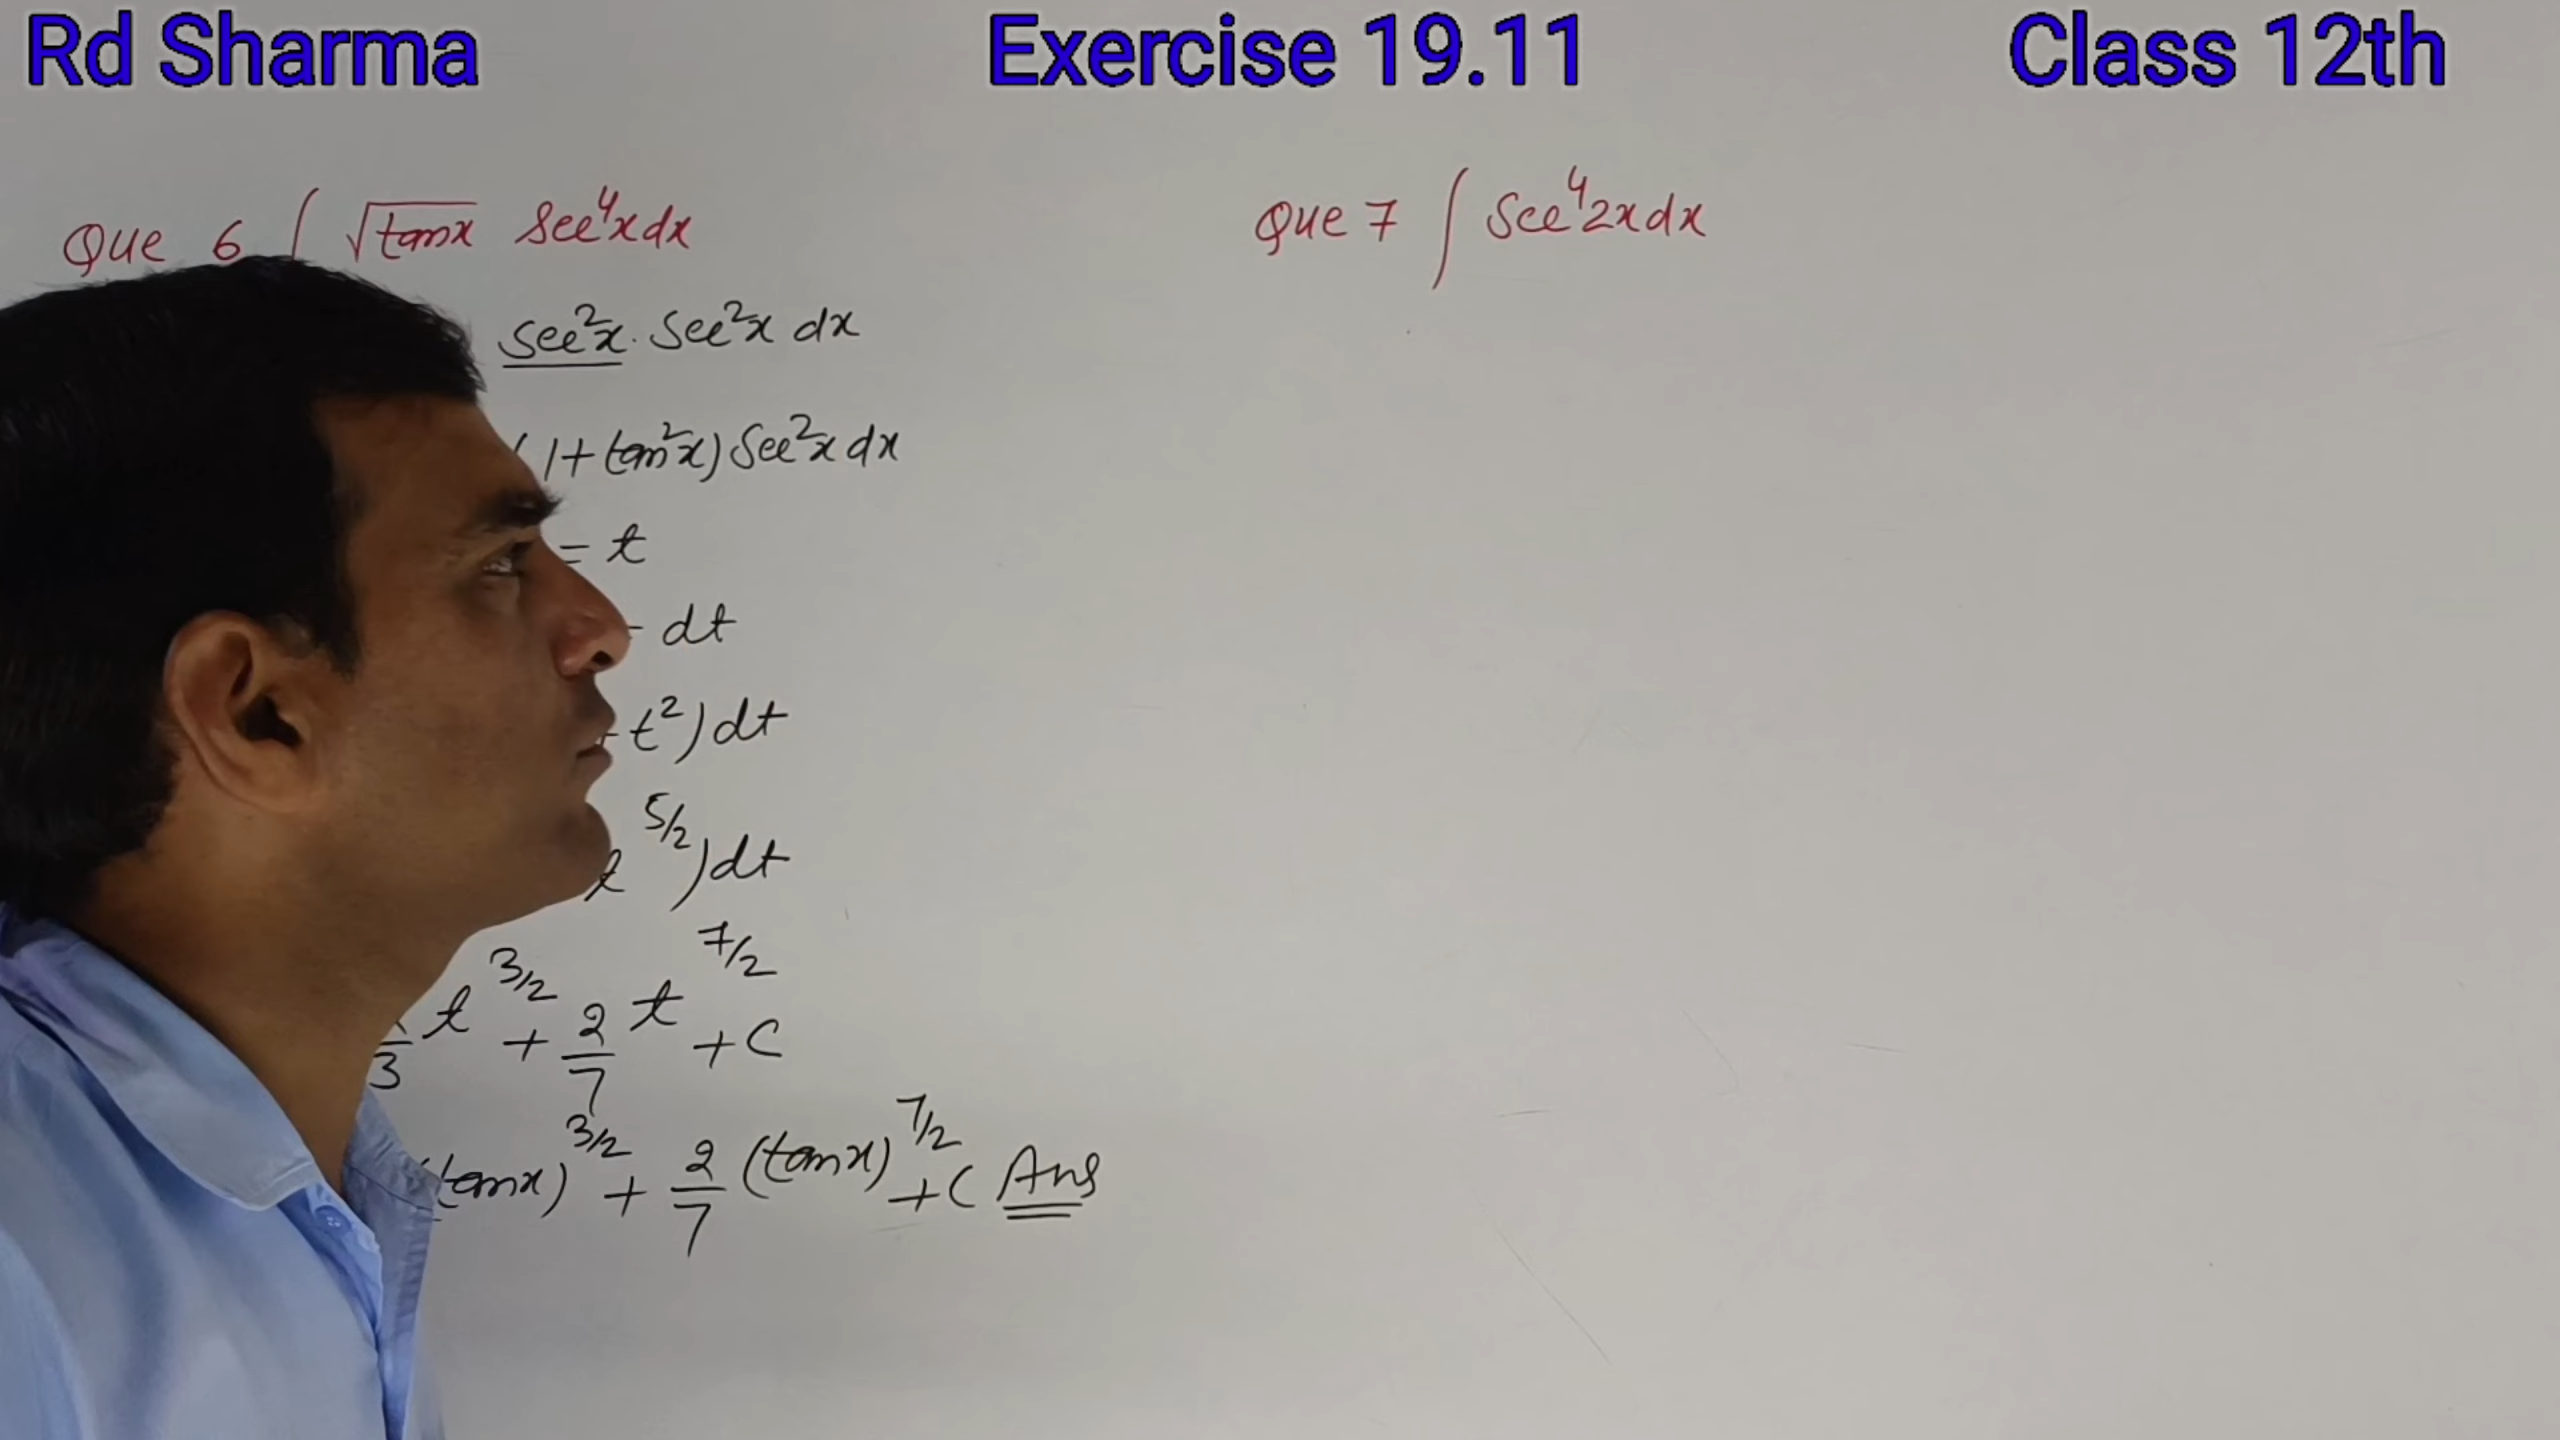 Rd Sharma Exercise 19.11 Class 12th
Que 6 ∫ √tanx Sec⁴x dx
Sec²x. Sec²x dx
(1+tan²x) Sec²x dx
= t
dt
t²) dt
t^5/2) dt
3 t^3/2 + 2/7 t^7/2 + C
(tanx)^3/2 + 2/7 (tanx)^7/2 + C Ans
Que 7 ∫ Sec⁴2x dx